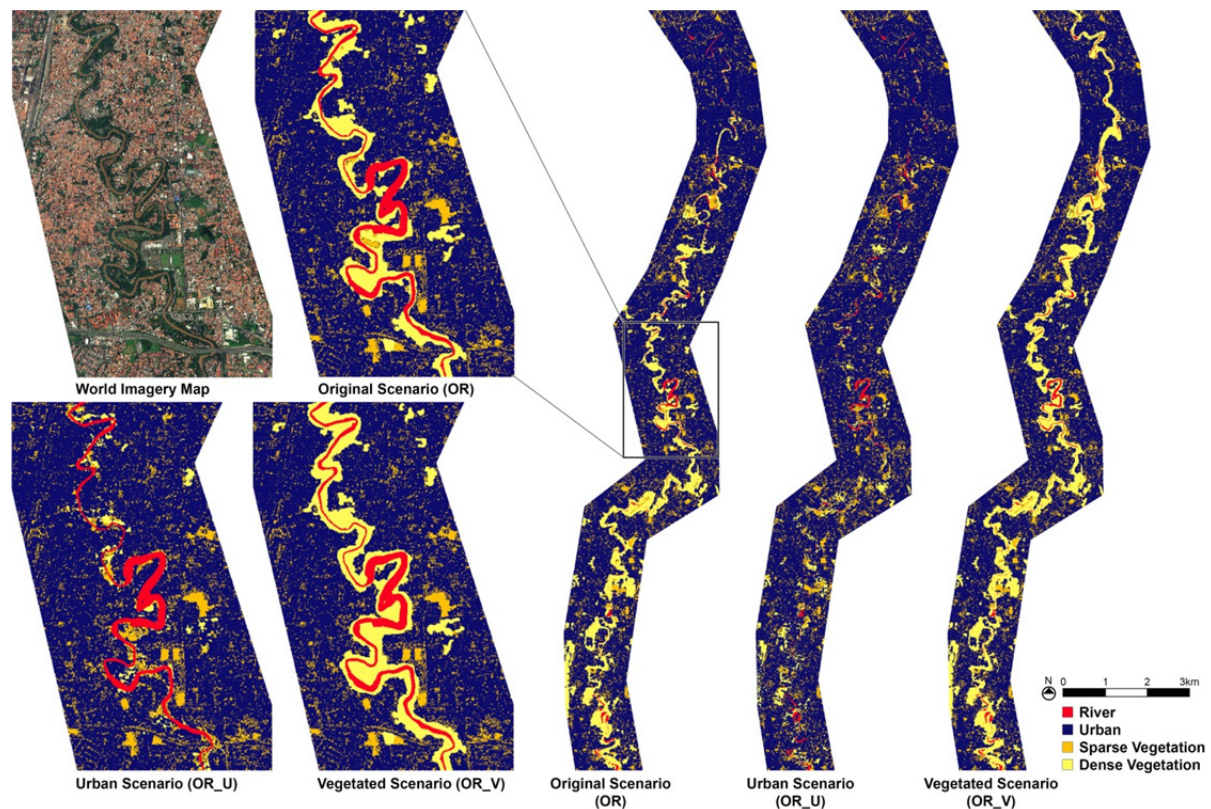 World Imagery Map
Original Scenario (OR)
Urban Scenario (OR_U)
Vegetated Scenario (OR_V)
Original Scenario
(OR)
Urban Scenario
(OR_U)
Vegetated Scenario
(OR_V)
N 0 1 2 3km
River
Urban
Sparse Vegetation
Dense Vegetation